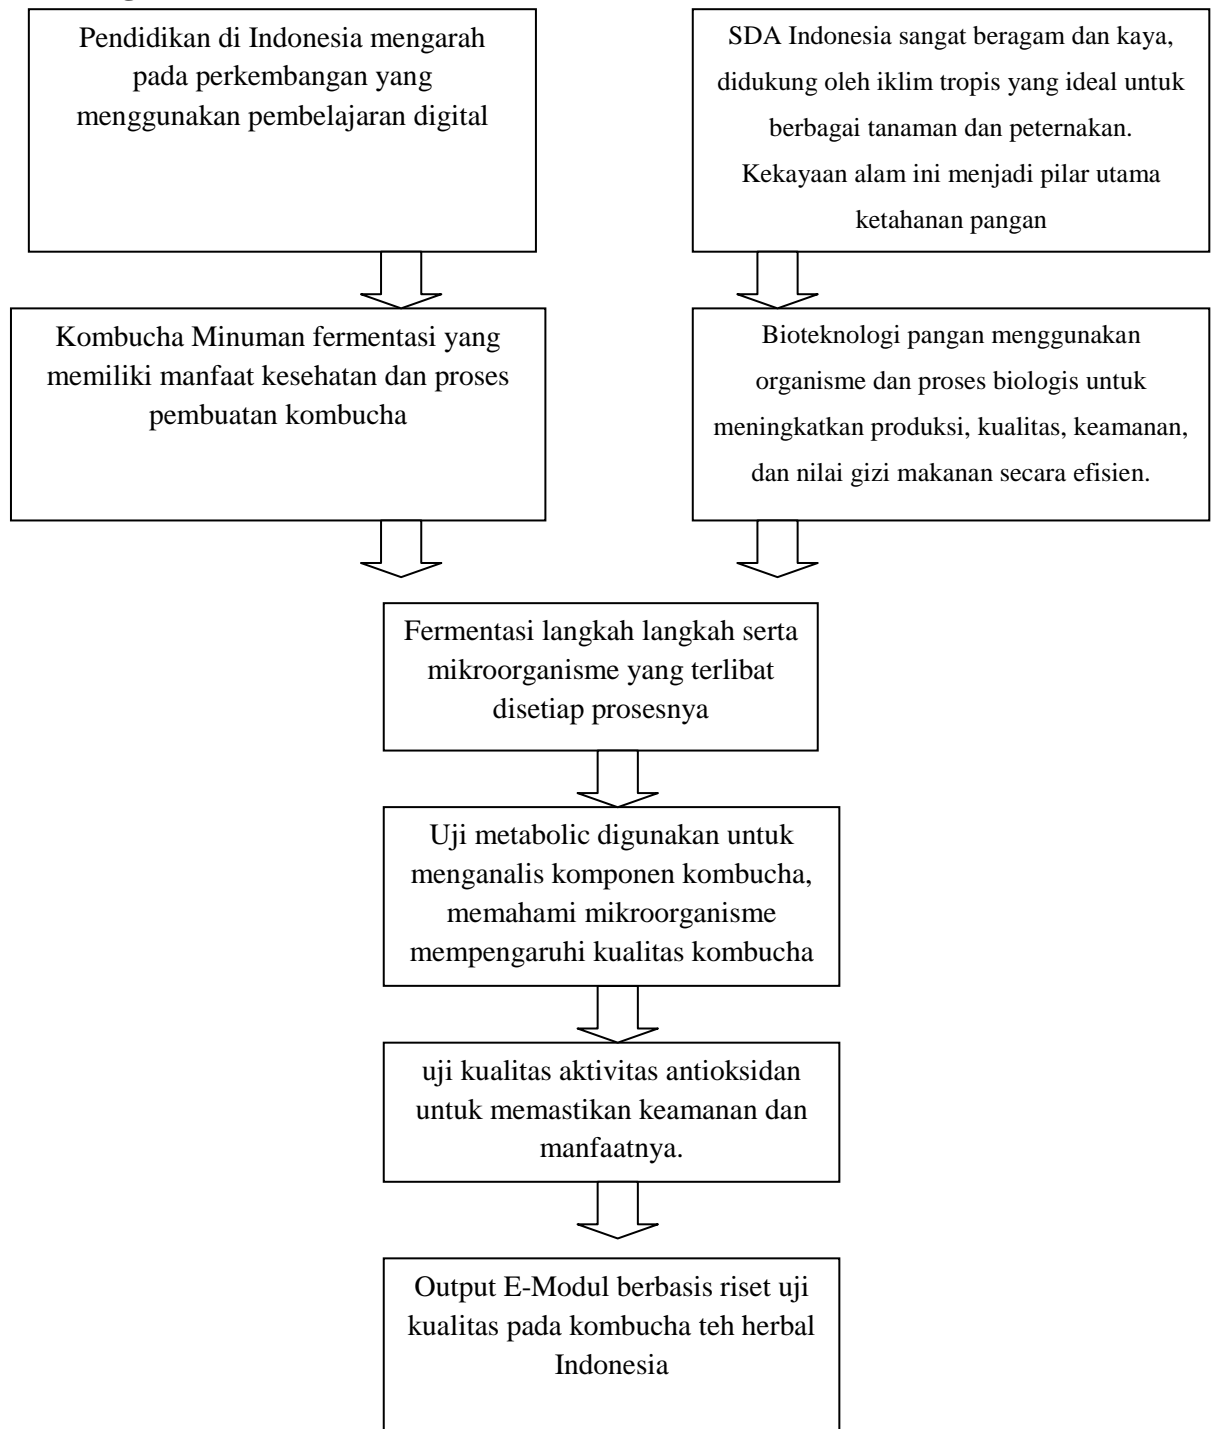 Pendidikan di Indonesia mengarah
pada perkembangan yang
menggunakan pembelajaran digital
SDA Indonesia sangat beragam dan kaya,
didukung oleh iklim tropis yang ideal untuk
berbagai tanaman dan peternakan.
Kekayaan alam ini menjadi pilar utama
ketahanan pangan
Kombucha Minuman fermentasi yang
memiliki manfaat kesehatan dan proses
pembuatan kombucha
Bioteknologi pangan menggunakan
organisme dan proses biologis untuk
meningkatkan produksi, kualitas, keamanan,
dan nilai gizi makanan secara efisien.
Fermentasi langkah langkah serta
mikroorganisme yang terlibat
disetiap prosesnya
Uji metabolic digunakan untuk
menganalis komponen kombucha,
memahami mikroorganisme
mempengaruhi kualitas kombucha
uji kualitas aktivitas antioksidan
untuk memastikan keamanan dan
manfaatnya.
Output E-Modul berbasis riset uji
kualitas pada kombucha teh herbal
Indonesia